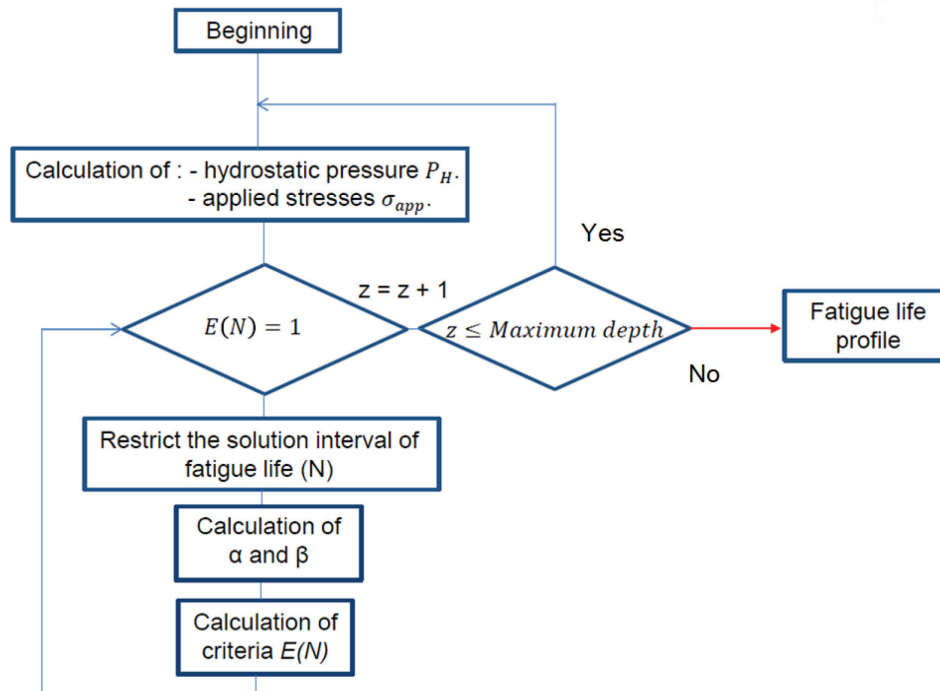 Beginning
Calculation of : - hydrostatic pressure P_H.
- applied stresses σ_app.
Yes
z = z + 1
E(N) = 1
z ≤ Maximum depth
No
Fatigue life
profile
Restrict the solution interval of
fatigue life (N)
Calculation of
α and β
Calculation of
criteria E(N)